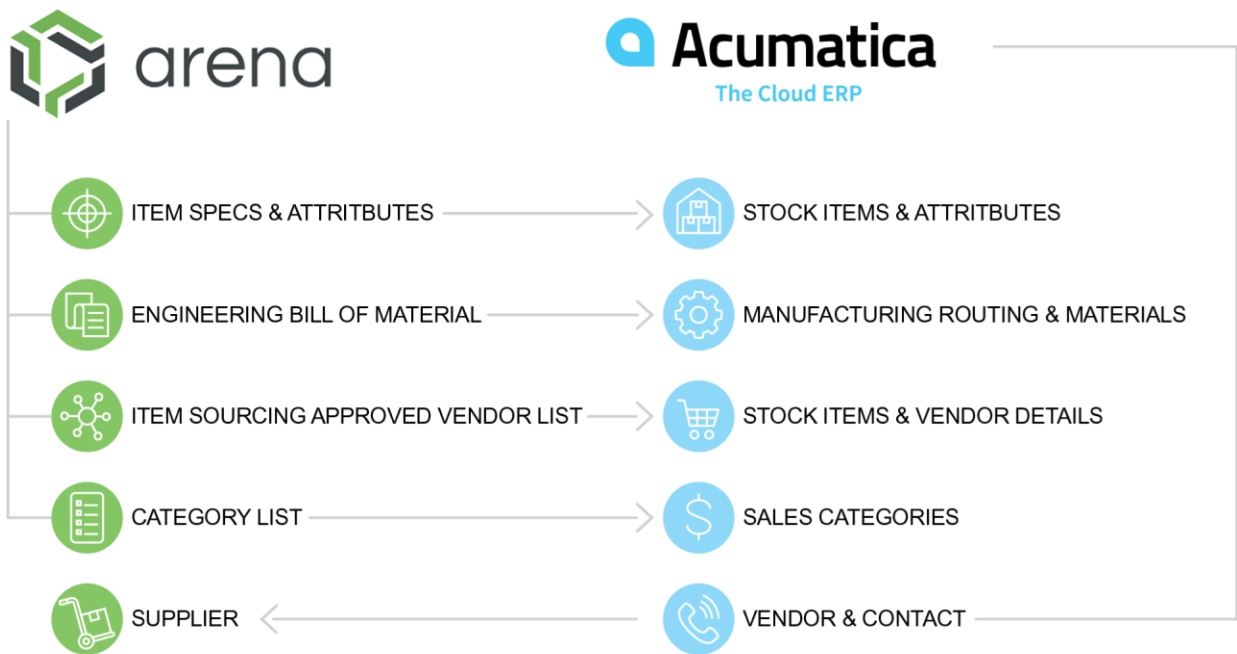 arena
Acumatica
The Cloud ERP
ITEM SPECS & ATTRITBUTES
STOCK ITEMS & ATTRITBUTES
ENGINEERING BILL OF MATERIAL
MANUFACTURING ROUTING & MATERIALS
ITEM SOURCING APPROVED VENDOR LIST
STOCK ITEMS & VENDOR DETAILS
CATEGORY LIST
$
SALES CATEGORIES
SUPPLIER
VENDOR & CONTACT